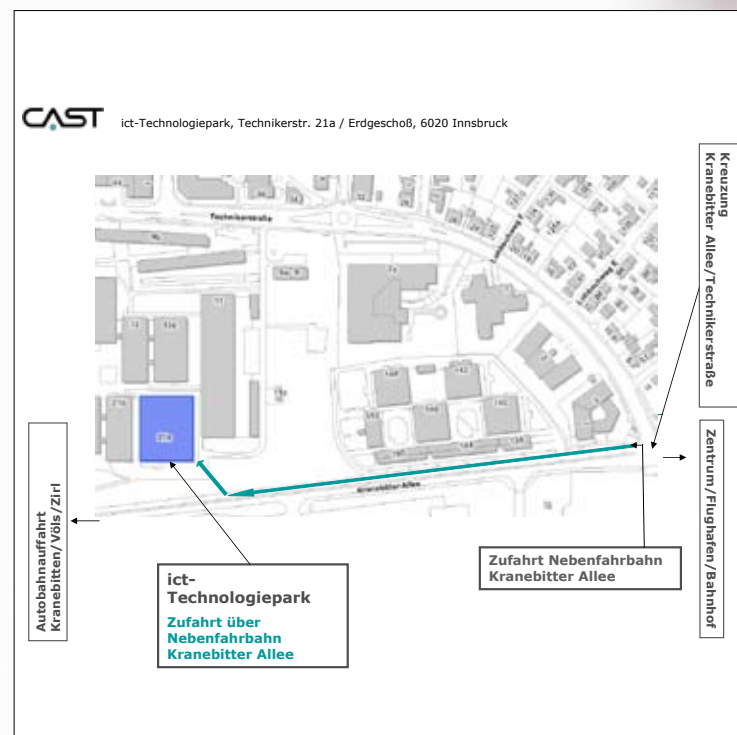 CAST
ict-Technologiepark, Technikerstr. 21a / Erdgeschoß, 6020 Innsbruck
Kreuzung
Kranebitter Allee/Technikerstraße
Technikerstraße
Zentrum/Flughafen/Bahnhof
Autobahnauffahrt
Kranebitten/Völs/Zirl
Kranebitter Allee
Zufahrt Nebenfahrbahn
Kranebitter Allee
ict-
Technologiepark
Zufahrt über
Nebenfahrbahn
Kranebitter Allee